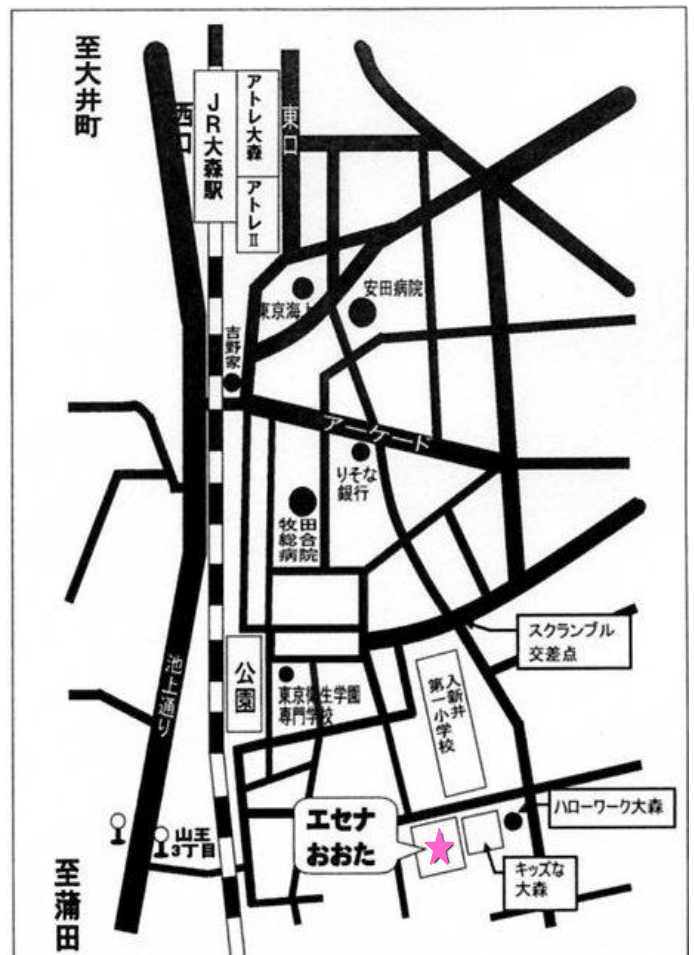 至大井町
西口
JR大森駅
アトレ大森
アトレⅡ
東口
東京海上
安田病院
吉野家
アーケード
りそな
銀行
牧田
総合
病院
スクランブル
交差点
公園
東京衛生学園
専門学校
入新井
第一小学校
池上通り
ハローワーク大森
エセナ
おおた
キッズな
大森
山王
3丁目
至蒲田